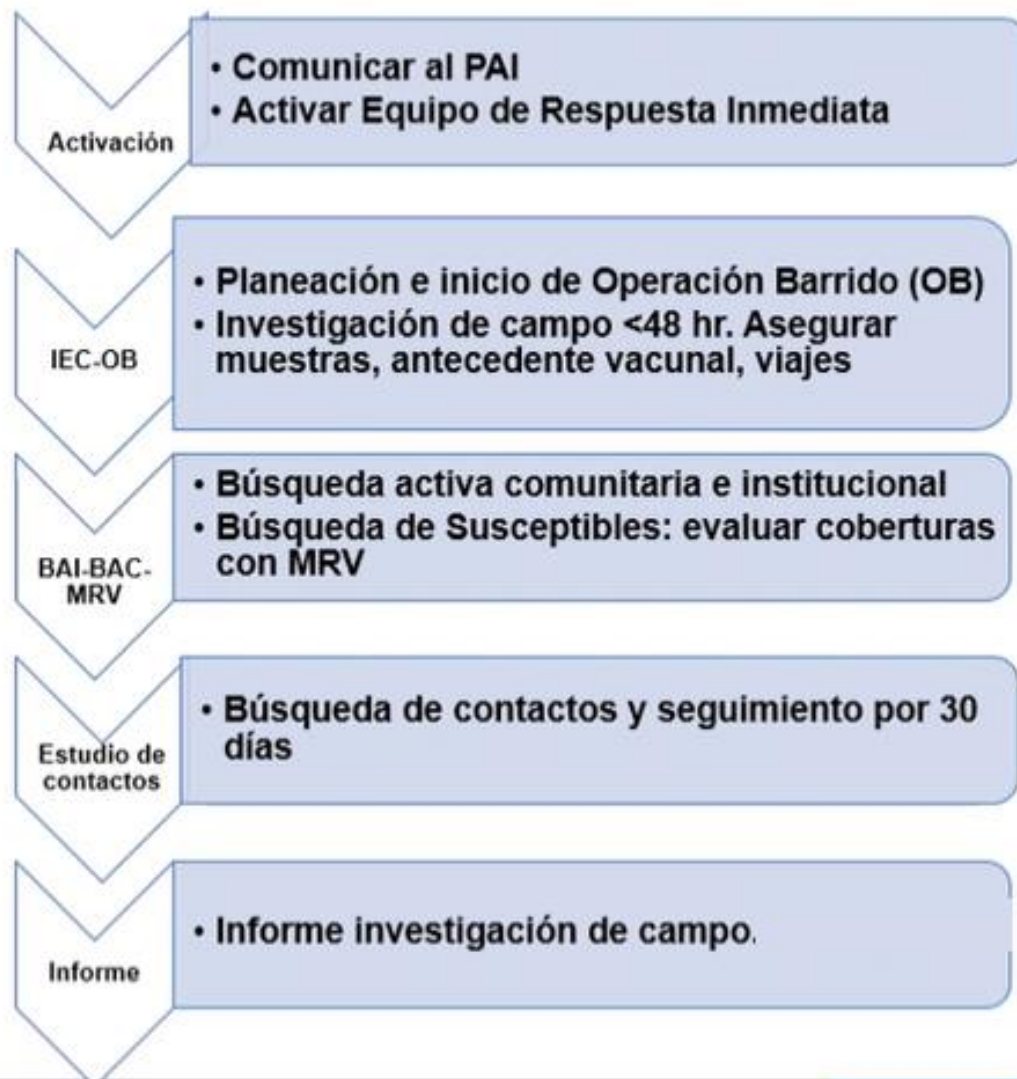 Activación
• Comunicar al PAI
• Activar Equipo de Respuesta Inmediata
IEC-OB
• Planeación e inicio de Operación Barrido (OB)
• Investigación de campo <48 hr. Asegurar
muestras, antecedente vacunal, viajes
BAI-BAC-
MRV
• Búsqueda activa comunitaria e institucional
• Búsqueda de Susceptibles: evaluar coberturas
con MRV
Estudio de
contactos
• Búsqueda de contactos y seguimiento por 30
días
Informe
• Informe investigación de campo.